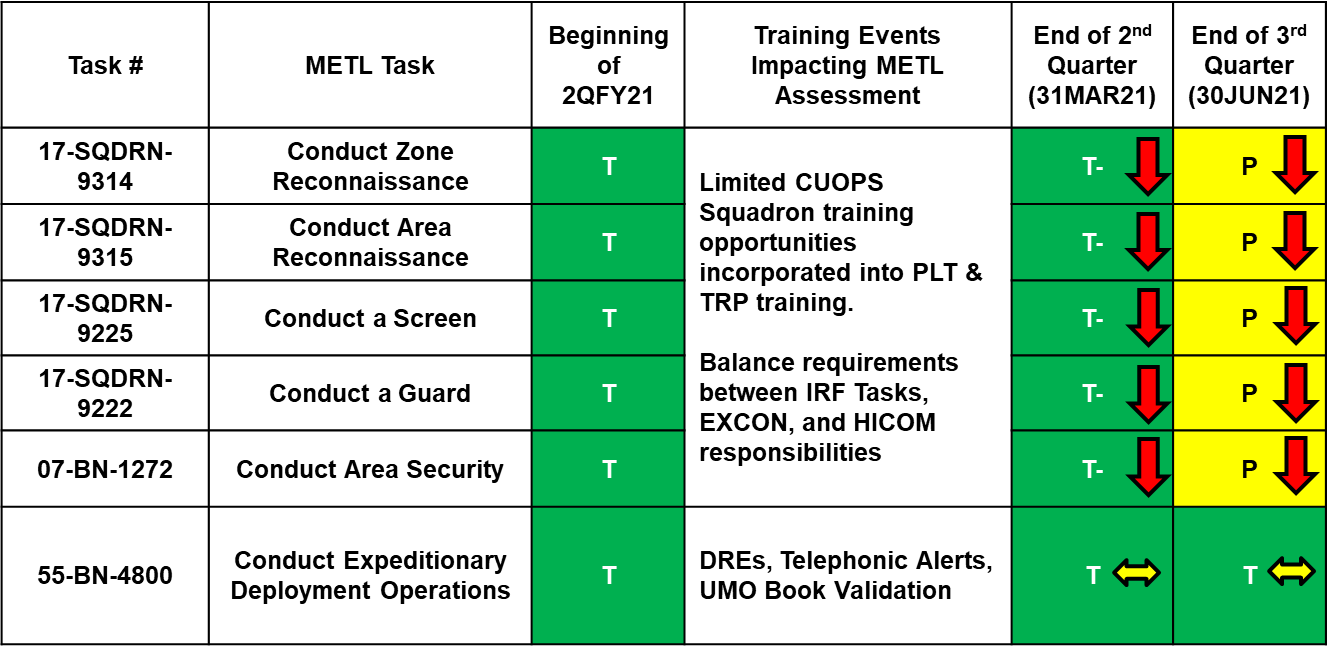 Task #
METL Task
Beginning
of
2QFY21
Training Events
Impacting METL
Assessment
End of 2nd
Quarter
(31MAR21)
End of 3rd
Quarter
(30JUN21)
17-SQDRN-
9314
Conduct Zone
Reconnaissance
T
Limited CUOPS
Squadron training
opportunities
incorporated into PLT &
TRP training.
Balance requirements
between IRF Tasks,
EXCON, and HICOM
responsibilities
T-
P
17-SQDRN-
9315
Conduct Area
Reconnaissance
T
T-
P
17-SQDRN-
9225
Conduct a Screen
T
T-
P
17-SQDRN-
9222
Conduct a Guard
T
T-
P
07-BN-1272
Conduct Area Security
T
T-
P
55-BN-4800
Conduct Expeditionary
Deployment Operations
T
DREs, Telephonic Alerts,
UMO Book Validation
T
T